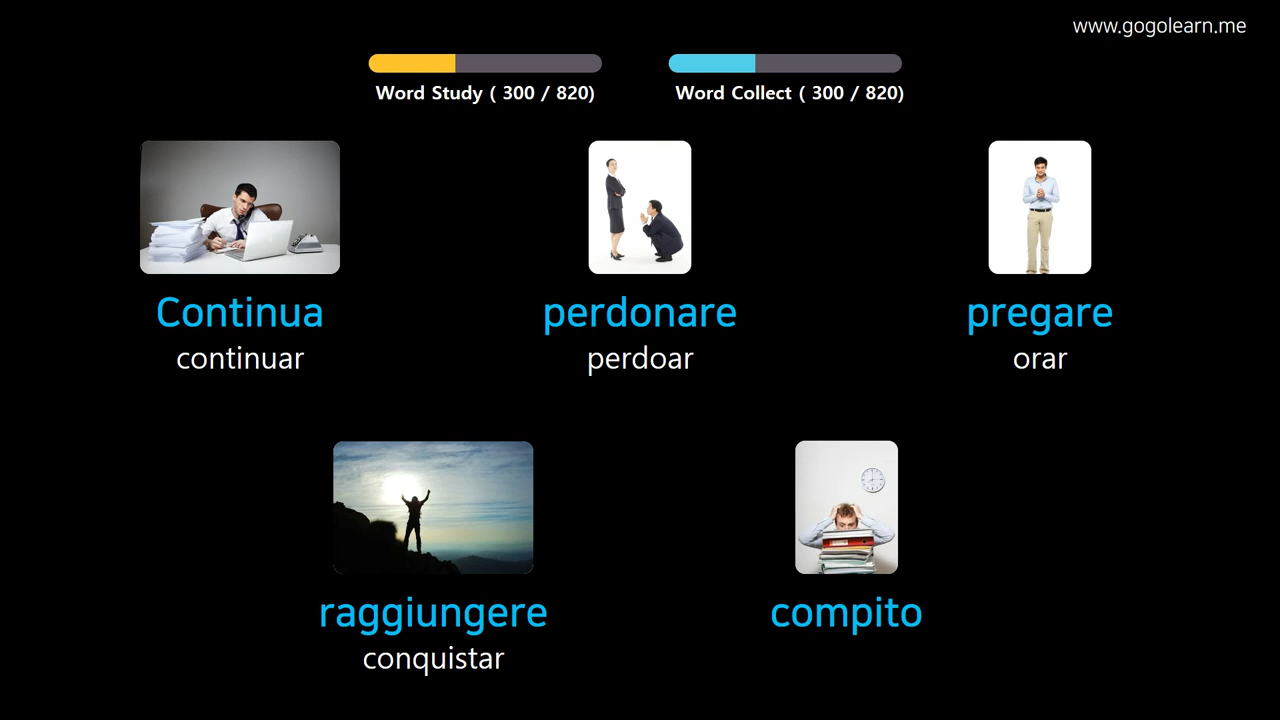 www.gogolearn.me
Word Study ( 300 / 820)
Word Collect ( 300 / 820)
Continua
continuar
perdonare
perdoar
pregare
orar
raggiungere
conquistar
compito